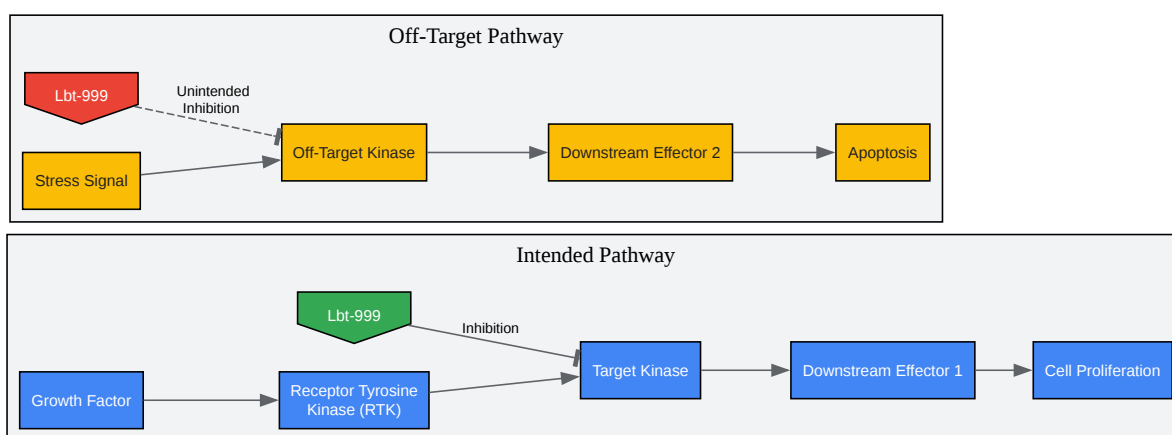 Off-Target Pathway
Lbt-999
Unintended
Inhibition
Off-Target Kinase
Downstream Effector 2
Apoptosis
Stress Signal
Intended Pathway
Lbt-999
Inhibition
Target Kinase
Downstream Effector 1
Cell Proliferation
Growth Factor
Receptor Tyrosine
Kinase (RTK)